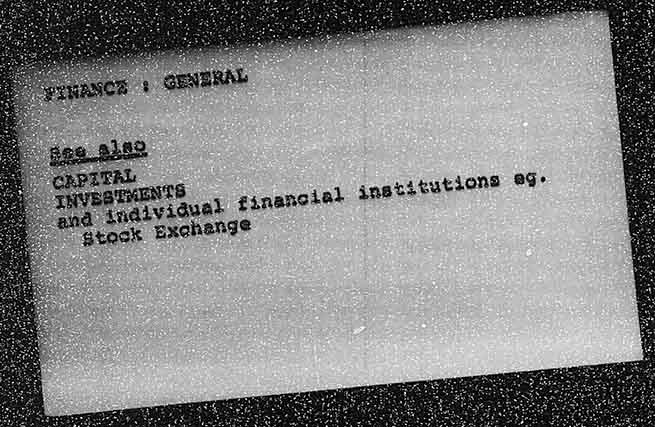 FINANCE : GENERAL
See also
CAPITAL
INVESTMENTS
and individual financial institutions eg.
Stock Exchange